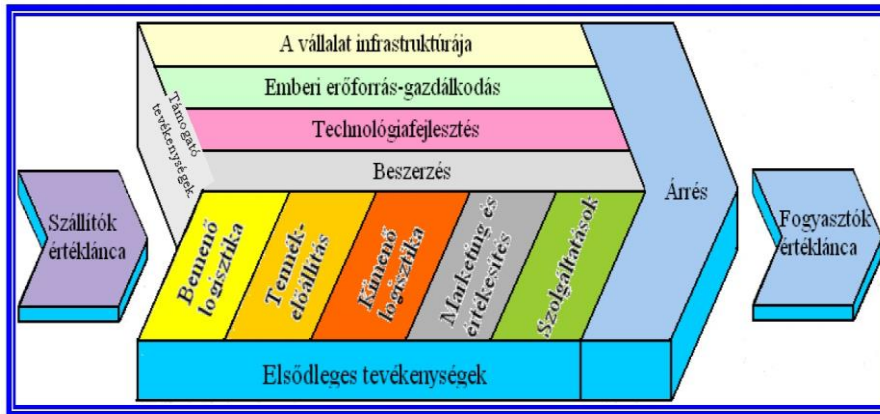 A vállalat infrastruktúrája
Emberi erőforrás-gazdálkodás
Technológiafejlesztés
Beszerzés
Támogató
tevékenységek
Szállítók
értéklánca
Bemenő
logisztika
Termék-
előállítás
Kimenő
logisztika
Marketing és
értékesítés
Szolgáltatások
Árrés
Fogyasztók
értéklánca
Elsődleges tevékenységek